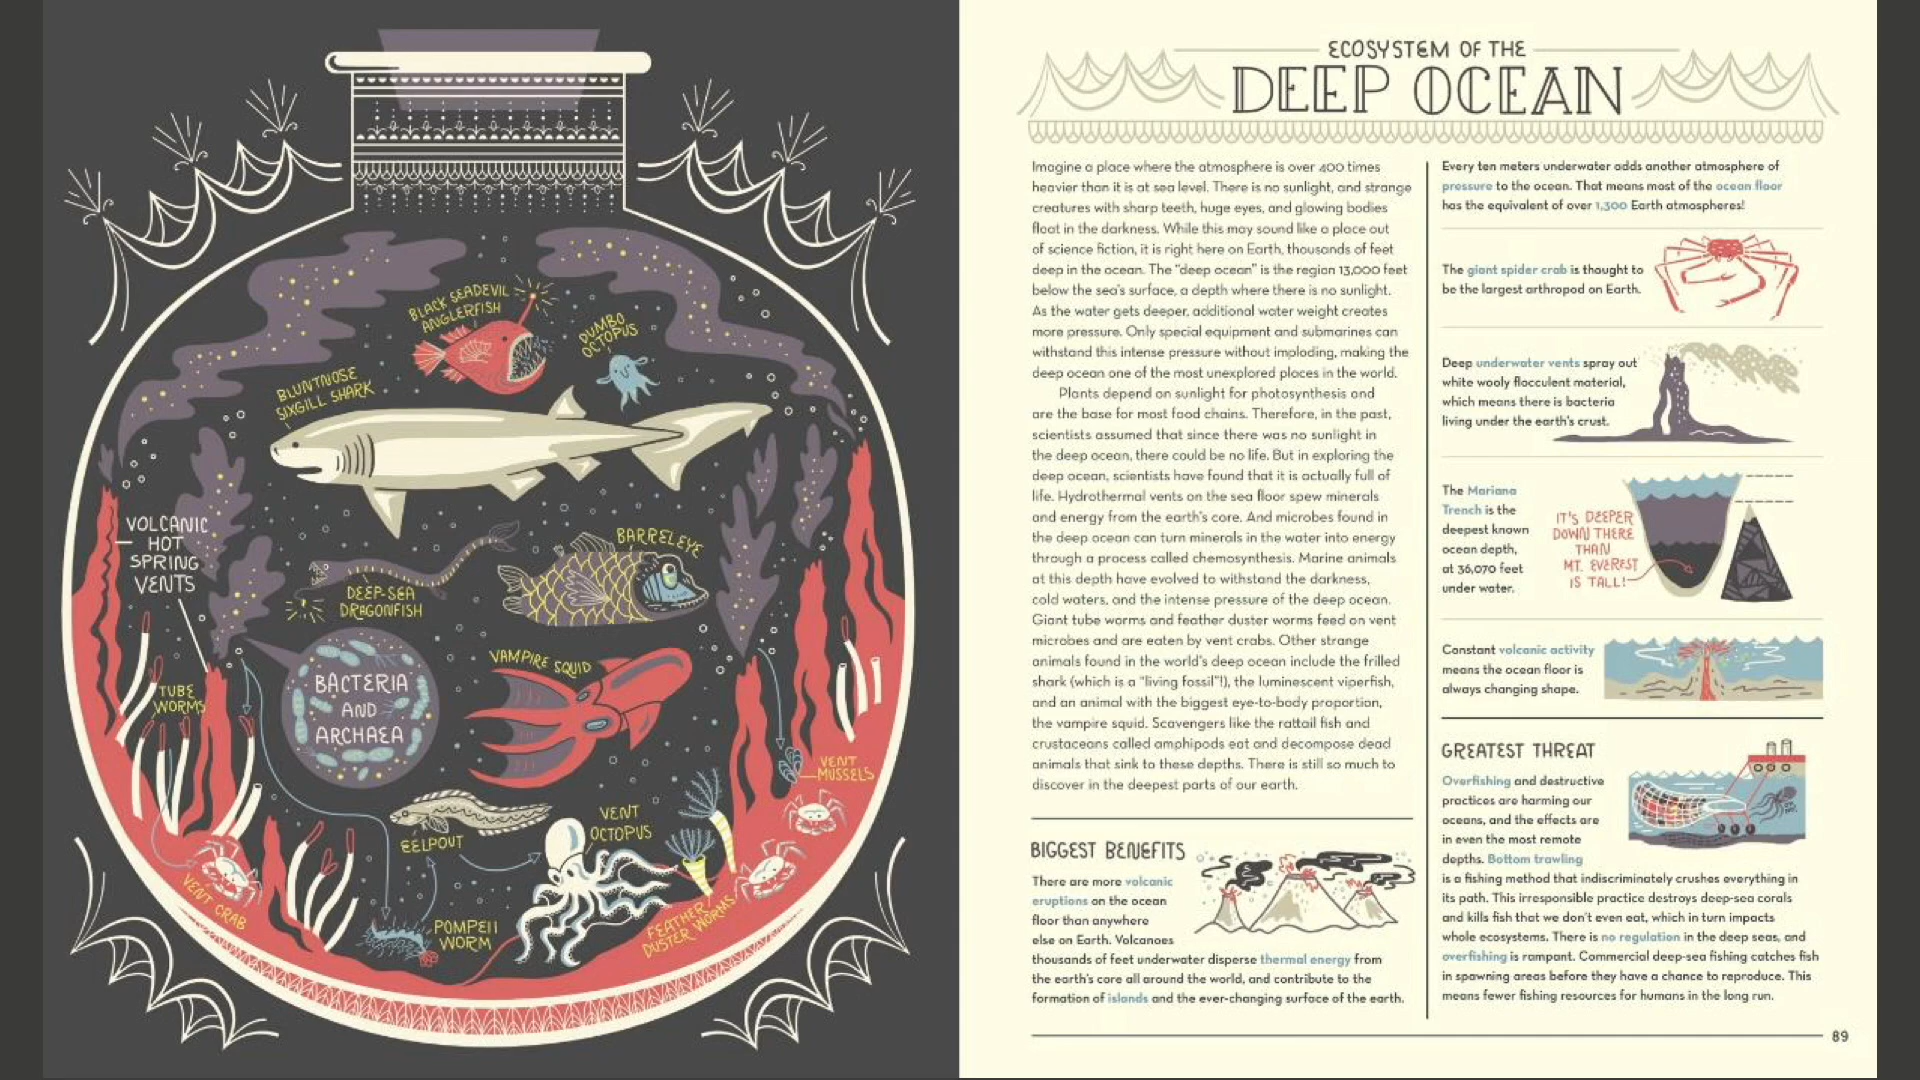 BLACK SEADEVIL
ANGLERFISH
DUMBO
OCTOPUS
BLUNTNOSE
SIXGILL SHARK
VOLCANIC
HOT
SPRING
VENTS
BARRELEYE
DEEP-SEA
DRAGONFISH
VAMPIRE SQUID
BACTERIA
AND
ARCHAEA
TUBE
WORMS
VENT
MUSSELS
EELPOUT
VENT
OCTOPUS
VENT CRAB
POMPEII
WORM
FEATHER
DUSTER WORMS
ECOSYSTEM OF THE
DEEP OCEAN
Imagine a place where the atmosphere is over 400 times
heavier than it is at sea level. There is no sunlight, and strange
creatures with sharp teeth, huge eyes, and glowing bodies
float in the darkness. While this may sound like a place out
of science fiction, it is right here on Earth, thousands of feet
deep in the ocean. The "deep ocean" is the region 13,000 feet
below the sea's surface, a depth where there is no sunlight.
As the water gets deeper, additional water weight creates
more pressure. Only special equipment and submarines can
withstand this intense pressure without imploding, making the
deep ocean one of the most unexplored places in the world.
Plants depend on sunlight for photosynthesis and
are the base for most food chains. Therefore, in the past,
scientists assumed that since there was no sunlight in
the deep ocean, there could be no life. But in exploring the
deep ocean, scientists have found that it is actually full of
life. Hydrothermal vents on the sea floor spew minerals
and energy from the earth's core. And microbes found in
the deep ocean can turn minerals in the water into energy
through a process called chemosynthesis. Marine animals
at this depth have evolved to withstand the darkness,
cold waters, and the intense pressure of the deep ocean.
Giant tube worms and feather duster worms feed on vent
microbes and are eaten by vent crabs. Other strange
animals found in the world's deep ocean include the frilled
shark (which is a "living fossil"!), the luminescent viperfish,
and an animal with the biggest eye-to-body proportion,
the vampire squid. Scavengers like the rattail fish and
crustaceans called amphipods eat and decompose dead
animals that sink to these depths. There is still so much to
discover in the deepest parts of our earth.
BIGGEST BENEFITS
There are more volcanic
eruptions on the ocean
floor than anywhere
else on Earth. Volcanoes
thousands of feet underwater disperse thermal energy from
the earth's core all around the world, and contribute to the
formation of islands and the ever-changing surface of the earth.
Every ten meters underwater adds another atmosphere of
pressure to the ocean. That means most of the ocean floor
has the equivalent of over 1,300 Earth atmospheres!
The giant spider crab is thought to
be the largest arthropod on Earth.
Deep underwater vents spray out
white wooly flocculent material,
which means there is bacteria
living under the earth's crust.
The Mariana
Trench is the
deepest known
ocean depth,
at 36,070 feet
under water.
IT'S DEEPER
DOWN THERE
THAN
MT. EVEREST
IS TALL!
Constant volcanic activity
means the ocean floor is
always changing shape.
GREATEST THREAT
Overfishing and destructive
practices are harming our
oceans, and the effects are
in even the most remote
depths. Bottom trawling
is a fishing method that indiscriminately crushes everything in
its path. This irresponsible practice destroys deep-sea corals
and kills fish that we don't even eat, which in turn impacts
whole ecosystems. There is no regulation in the deep seas, and
overfishing is rampant. Commercial deep-sea fishing catches fish
in spawning areas before they have a chance to reproduce. This
means fewer fishing resources for humans in the long run.
89